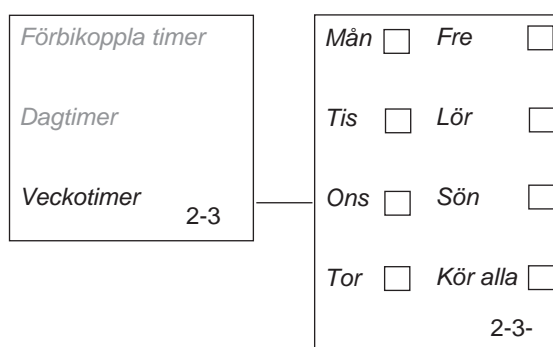 Förbikoppla timer
Dagtimer
Veckotimer
2-3
Mån Fre
Tis Lör
Ons Sön
Tor Kör alla
2-3-